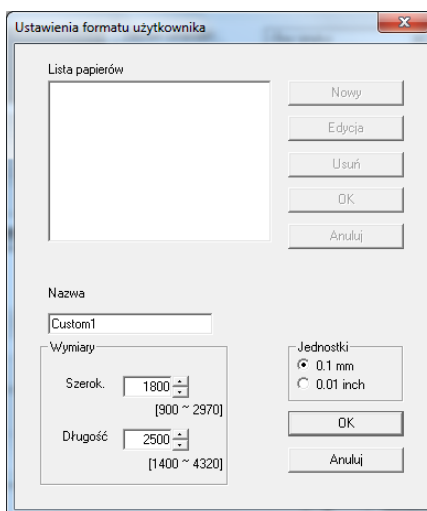 Ustawienia formatu użytkownika
Lista papierów
Nowy
Edycja
Usuń
OK
Anuluj
Nazwa
Custom1
Wymiary
Szerok. 1800
[900 ~ 2970]
Długość 2500
[1400 ~ 4320]
Jednostki
0.1 mm
0.01 inch
OK
Anuluj